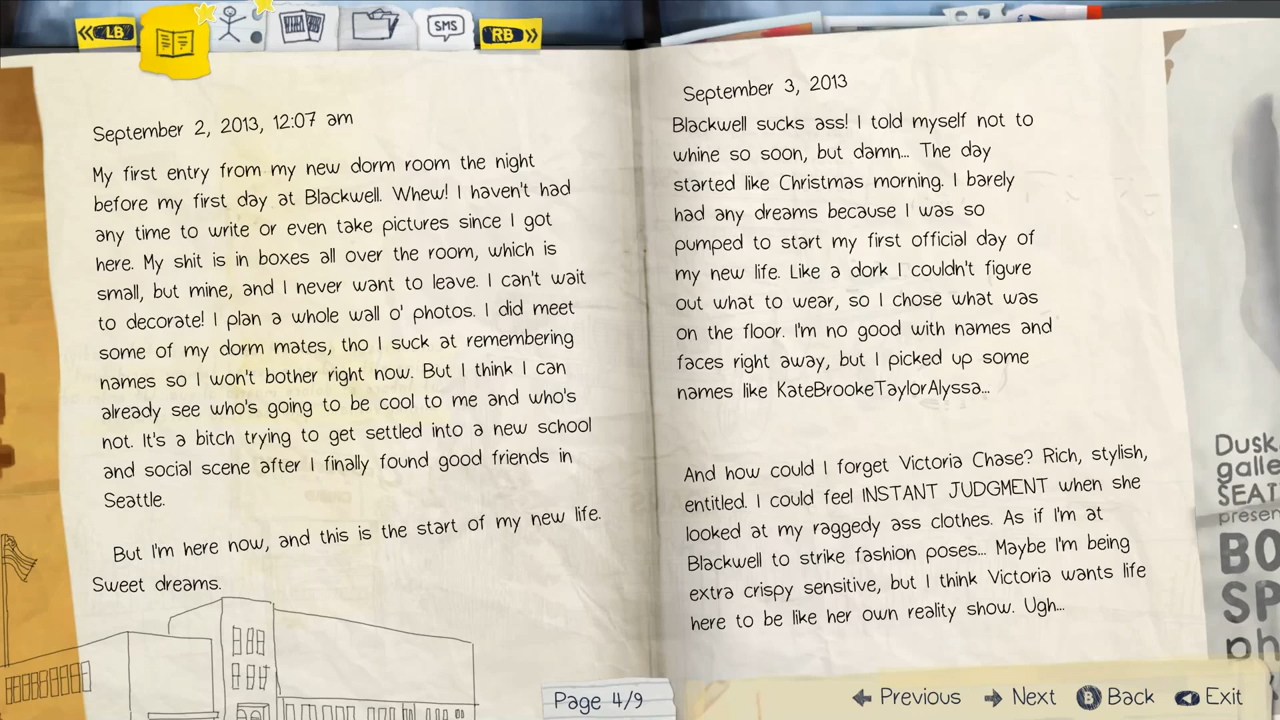 LB
SMS
RB
September 2, 2013, 12:07 am
My first entry from my new dorm room the night
before my first day at Blackwell. Whew! I haven't had
any time to write or even take pictures since I got
here. My shit is in boxes all over the room, which is
small, but mine, and I never want to leave. I can't wait
to decorate! I plan a whole wall o' photos. I did meet
some of my dorm mates, tho I suck at remembering
names so I won't bother right now. But I think I can
already see who's going to be cool to me and who's
not. It's a bitch trying to get settled into a new school
and social scene after I finally found good friends in
Seattle.
But I'm here now, and this is the start of my new life.
Sweet dreams.
September 3, 2013
Blackwell sucks ass! I told myself not to
whine so soon, but damn... The day
started like Christmas morning. I barely
had any dreams because I was so
pumped to start my first official day of
my new life. Like a dork I couldn't figure
out what to wear, so I chose what was
on the floor. I'm no good with names and
faces right away, but I picked up some
names like KateBrookeTaylorAlyssa...
And how could I forget Victoria Chase? Rich, stylish,
entitled. I could feel INSTANT JUDGMENT when she
looked at my raggedy ass clothes. As if I'm at
Blackwell to strike fashion poses... Maybe I'm being
extra crispy sensitive, but I think Victoria wants life
here to be like her own reality show. Ugh...
Dusk
galle
SEAT
presen
BO
SP
ph
Page 4/9
Previous
Next
B Back
Exit